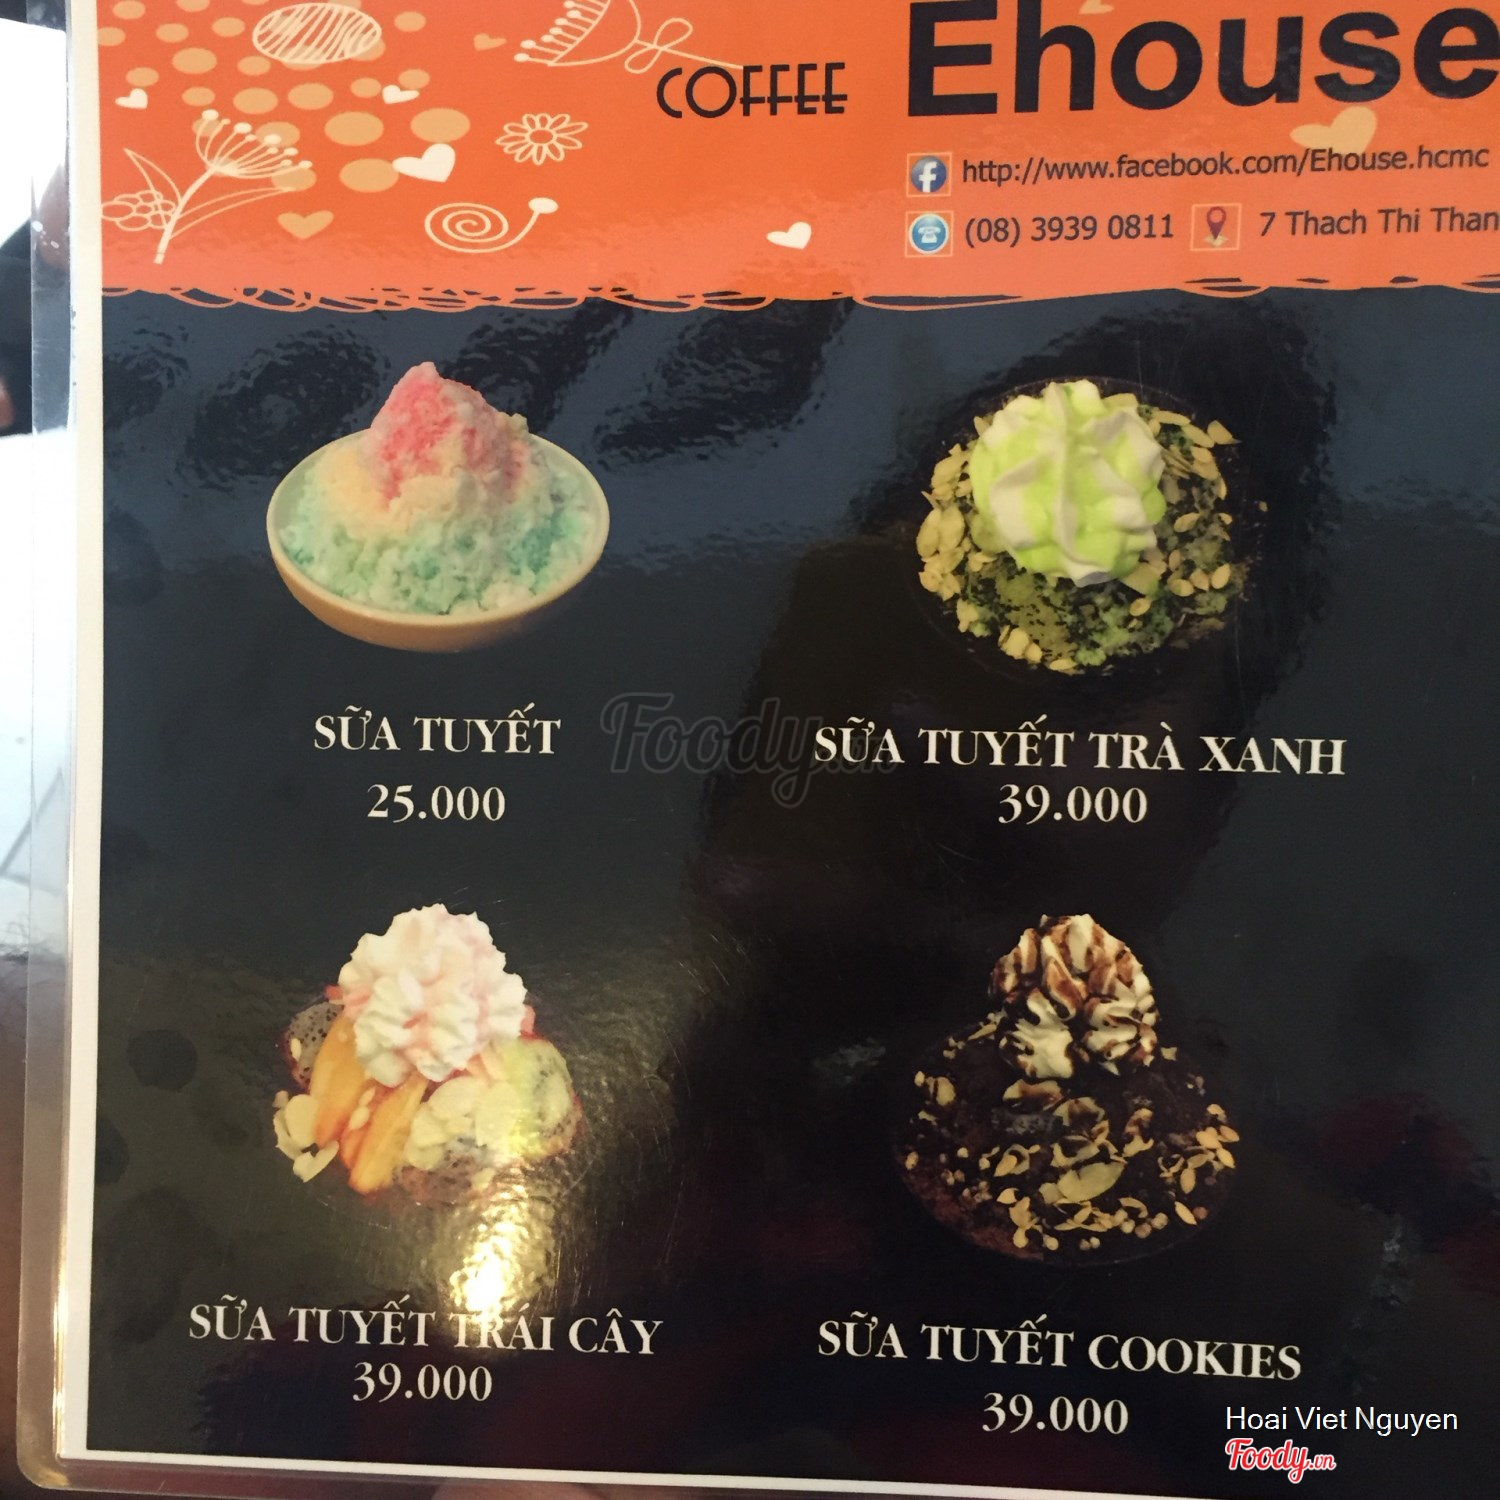 COFFEE Ehouse
http://www.facebook.com/Ehouse.hcmc
(08) 3939 0811 7 Thach Thi Than
SỮA TUYẾT
25.000
SỮA TUYẾT TRÀ XANH
39.000
Foody.vn
SỮA TUYẾT TRÁI CÂY
39.000
SỮA TUYẾT COOKIES
39.000
Hoai Viet Nguyen
Foody.vn